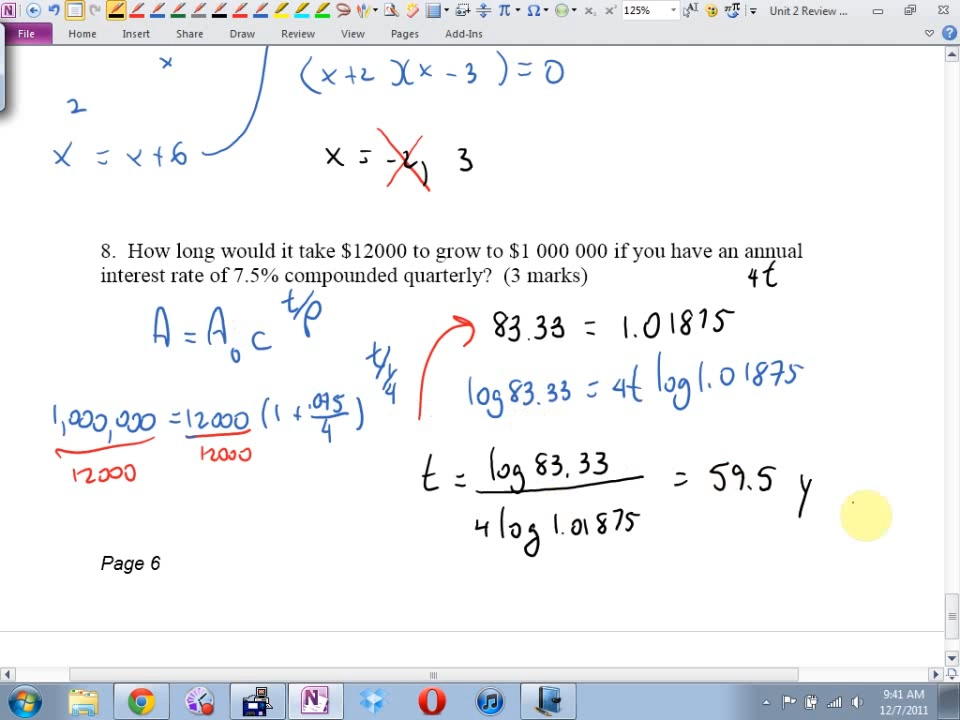 125%
Unit 2 Review ...
File Home Insert Share Draw Review View Pages Add-Ins
x
(x+2)(x-3)=0
2
x = x+6
x = -2, 3
8. How long would it take $12000 to grow to $1 000 000 if you have an annual
interest rate of 7.5% compounded quarterly? (3 marks)
4t
A = A₀ c t/p
83.33 = 1.01875
t/¼
log 83.33 = 4t log 1.01875
1,000,000 = 12000 (1 + .075/4)
12000 12000
t = log 83.33 / 4 log 1.01875 = 59.5 y
Page 6
9:41 AM
12/7/2011